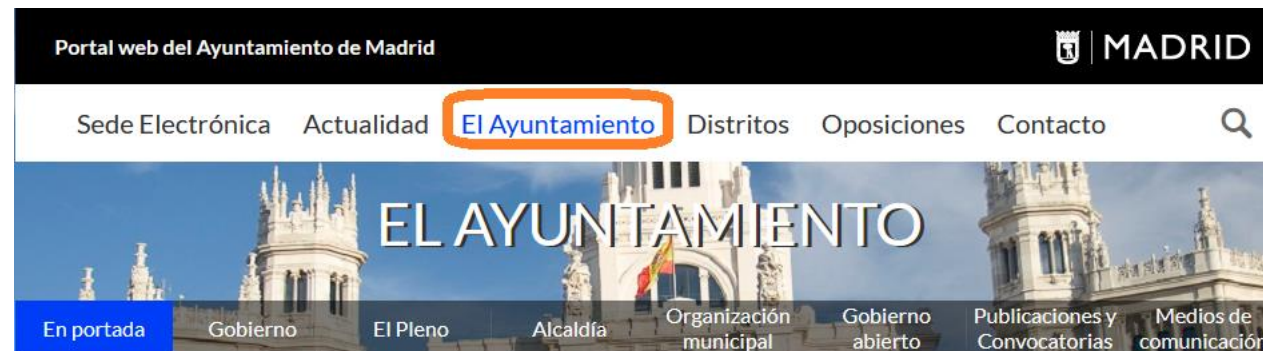 Portal web del Ayuntamiento de Madrid
MADRID
Sede Electrónica Actualidad El Ayuntamiento Distritos Oposiciones Contacto
EL AYUNTAMIENTO
En portada
Gobierno
El Pleno
Alcaldía
Organización
municipal
Gobierno
abierto
Publicaciones y
Convocatorias
Medios de
comunicación